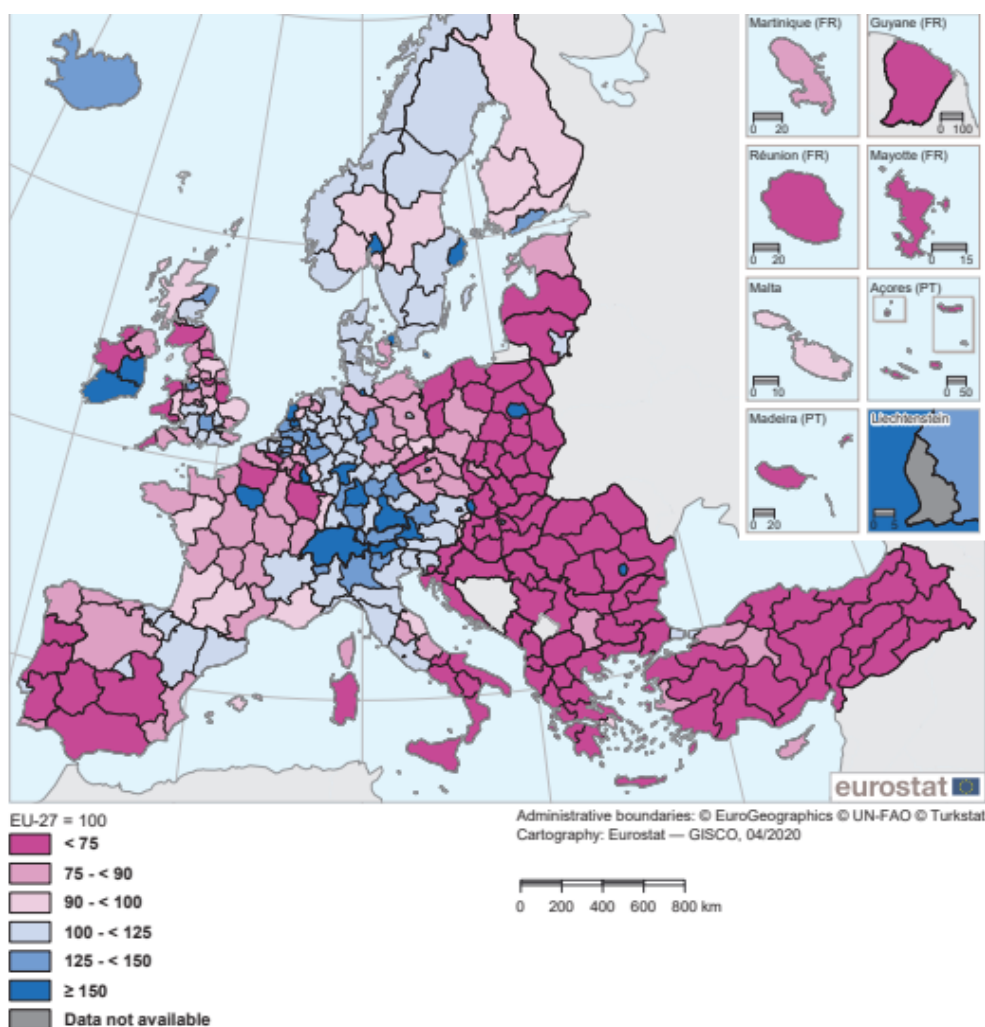 Martinique (FR)
0 20
Guyane (FR)
0 100
Réunion (FR)
0 20
Mayotte (FR)
0 15
Malta
0 10
Açores (PT)
0 50
Madeira (PT)
0 20
Liechtenstein
0 5
eurostat
EU-27 = 100
< 75
75 - < 90
90 - < 100
100 - < 125
125 - < 150
≥ 150
Data not available
Administrative boundaries: © EuroGeographics © UN-FAO © Turkstat
Cartography: Eurostat — GISCO, 04/2020
0 200 400 600 800 km